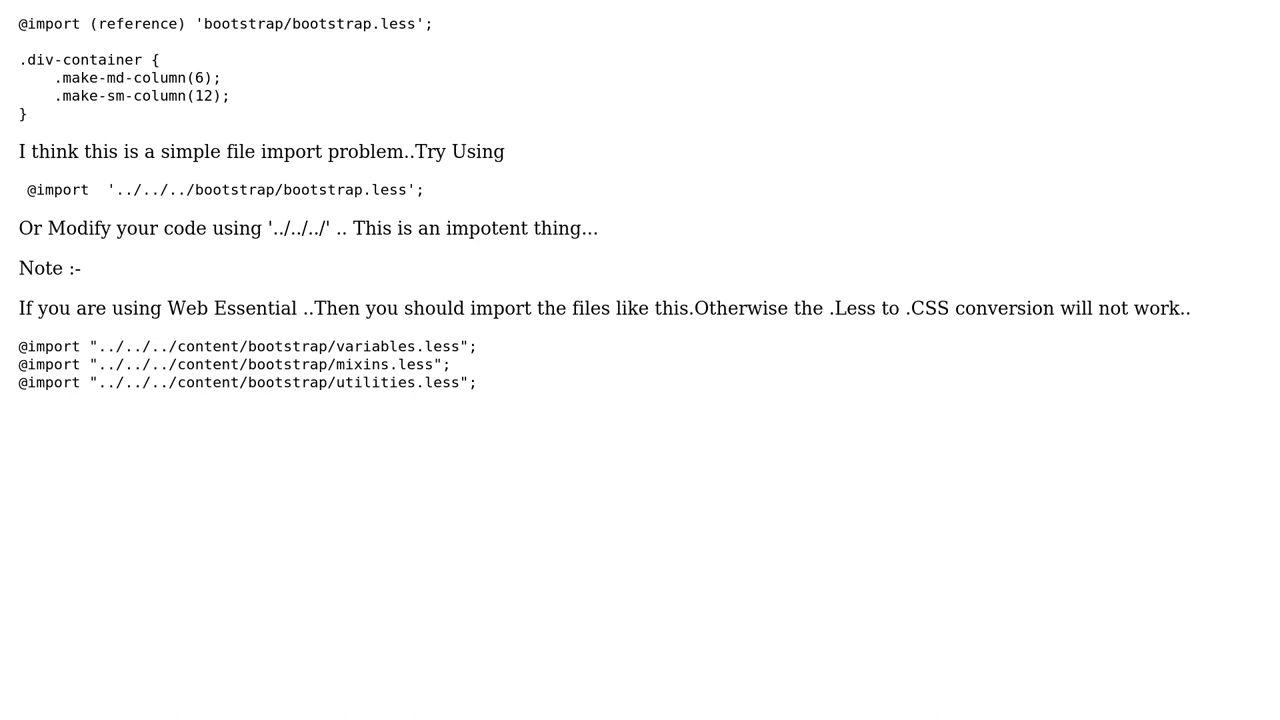 @import (reference) 'bootstrap/bootstrap.less';
.div-container {
    .make-md-column(6);
    .make-sm-column(12);
}
I think this is a simple file import problem..Try Using
 @import  '../../../bootstrap/bootstrap.less';
Or Modify your code using '../../../' .. This is an impotent thing...
Note :-
If you are using Web Essential ..Then you should import the files like this.Otherwise the .Less to .CSS conversion will not work..
@import "../../../content/bootstrap/variables.less";
@import "../../../content/bootstrap/mixins.less";
@import "../../../content/bootstrap/utilities.less";